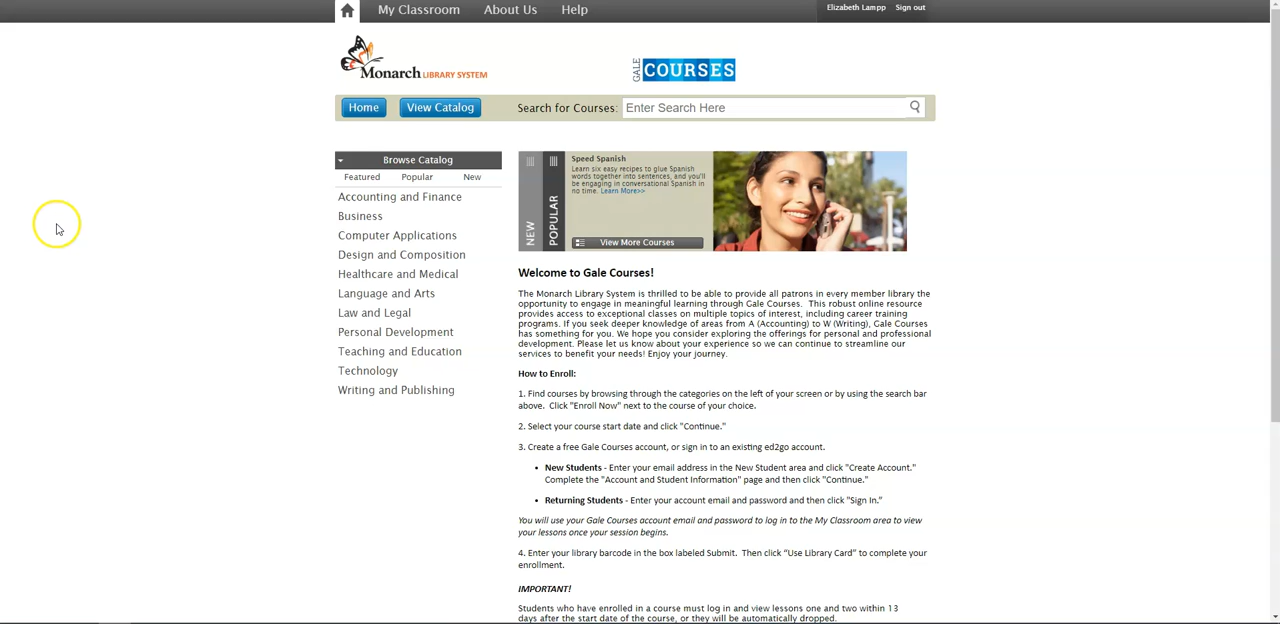 My Classroom About Us Help Elizabeth Lampp Sign out
Monarch LIBRARY SYSTEM
GALE COURSES
Home View Catalog Search for Courses: Enter Search Here
Browse Catalog
Featured Popular New
Accounting and Finance
Business
Computer Applications
Design and Composition
Healthcare and Medical
Language and Arts
Law and Legal
Personal Development
Teaching and Education
Technology
Writing and Publishing
NEW
POPULAR
Speed Spanish
Learn six easy recipes to glue Spanish
words together into sentences, and you'll
be engaging in conversational Spanish in
no time. Learn More>>
View More Courses
Welcome to Gale Courses!
The Monarch Library System is thrilled to be able to provide all patrons in every member library the
opportunity to engage in meaningful learning through Gale Courses. This robust online resource
provides access to exceptional classes on multiple topics of interest, including career training
programs. If you seek deeper knowledge of areas from A (Accounting) to W (Writing), Gale Courses
has something for you. We hope you consider exploring the offerings for personal and professional
development. Please let us know about your experience so we can continue to streamline our
services to benefit your needs! Enjoy your journey.
How to Enroll:
1. Find courses by browsing through the categories on the left of your screen or by using the search bar
above. Click "Enroll Now" next to the course of your choice.
2. Select your course start date and click "Continue."
3. Create a free Gale Courses account, or sign in to an existing ed2go account.
• New Students - Enter your email address in the New Student area and click "Create Account."
Complete the "Account and Student Information" page and then click "Continue."
• Returning Students - Enter your account email and password and then click "Sign In."
You will use your Gale Courses account email and password to log in to the My Classroom area to view
your lessons once your session begins.
4. Enter your library barcode in the box labeled Submit. Then click “Use Library Card” to complete your
enrollment.
IMPORTANT!
Students who have enrolled in a course must log in and view lessons one and two within 13
days after the start date of the course, or they will be automatically dropped.